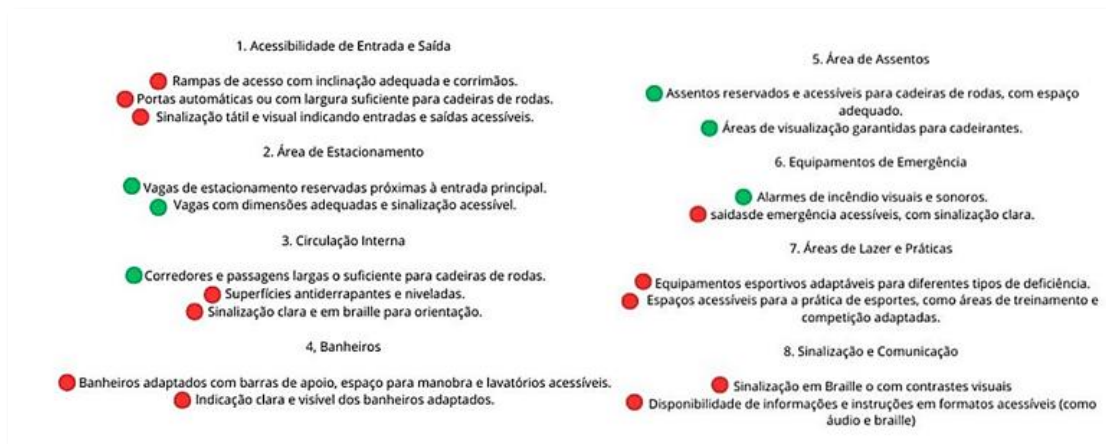 1. Acessibilidade de Entrada e Saída
Rampas de acesso com inclinação adequada e corrimãos.
Portas automáticas ou com largura suficiente para cadeiras de rodas.
Sinalização tátil e visual indicando entradas e saídas acessíveis.
2. Área de Estacionamento
Vagas de estacionamento reservadas próximas à entrada principal.
Vagas com dimensões adequadas e sinalização acessível.
3. Circulação Interna
Corredores e passagens largas o suficiente para cadeiras de rodas.
Superfícies antiderrapantes e niveladas.
Sinalização clara e em braille para orientação.
4, Banheiros
Banheiros adaptados com barras de apoio, espaço para manobra e lavatórios acessíveis.
Indicação clara e visível dos banheiros adaptados.
5. Área de Assentos
Assentos reservados e acessíveis para cadeiras de rodas, com espaço
adequado.
Áreas de visualização garantidas para cadeirantes.
6. Equipamentos de Emergência
Alarmes de incêndio visuais e sonoros.
saidasde emergência acessíveis, com sinalização clara.
7. Áreas de Lazer e Práticas
Equipamentos esportivos adaptáveis para diferentes tipos de deficiência.
Espaços acessíveis para a prática de esportes, como áreas de treinamento e
competição adaptadas.
8. Sinalização e Comunicação
Sinalização em Braille o com contrastes visuais
Disponibilidade de informações e instruções em formatos acessíveis (como
áudio e braille)